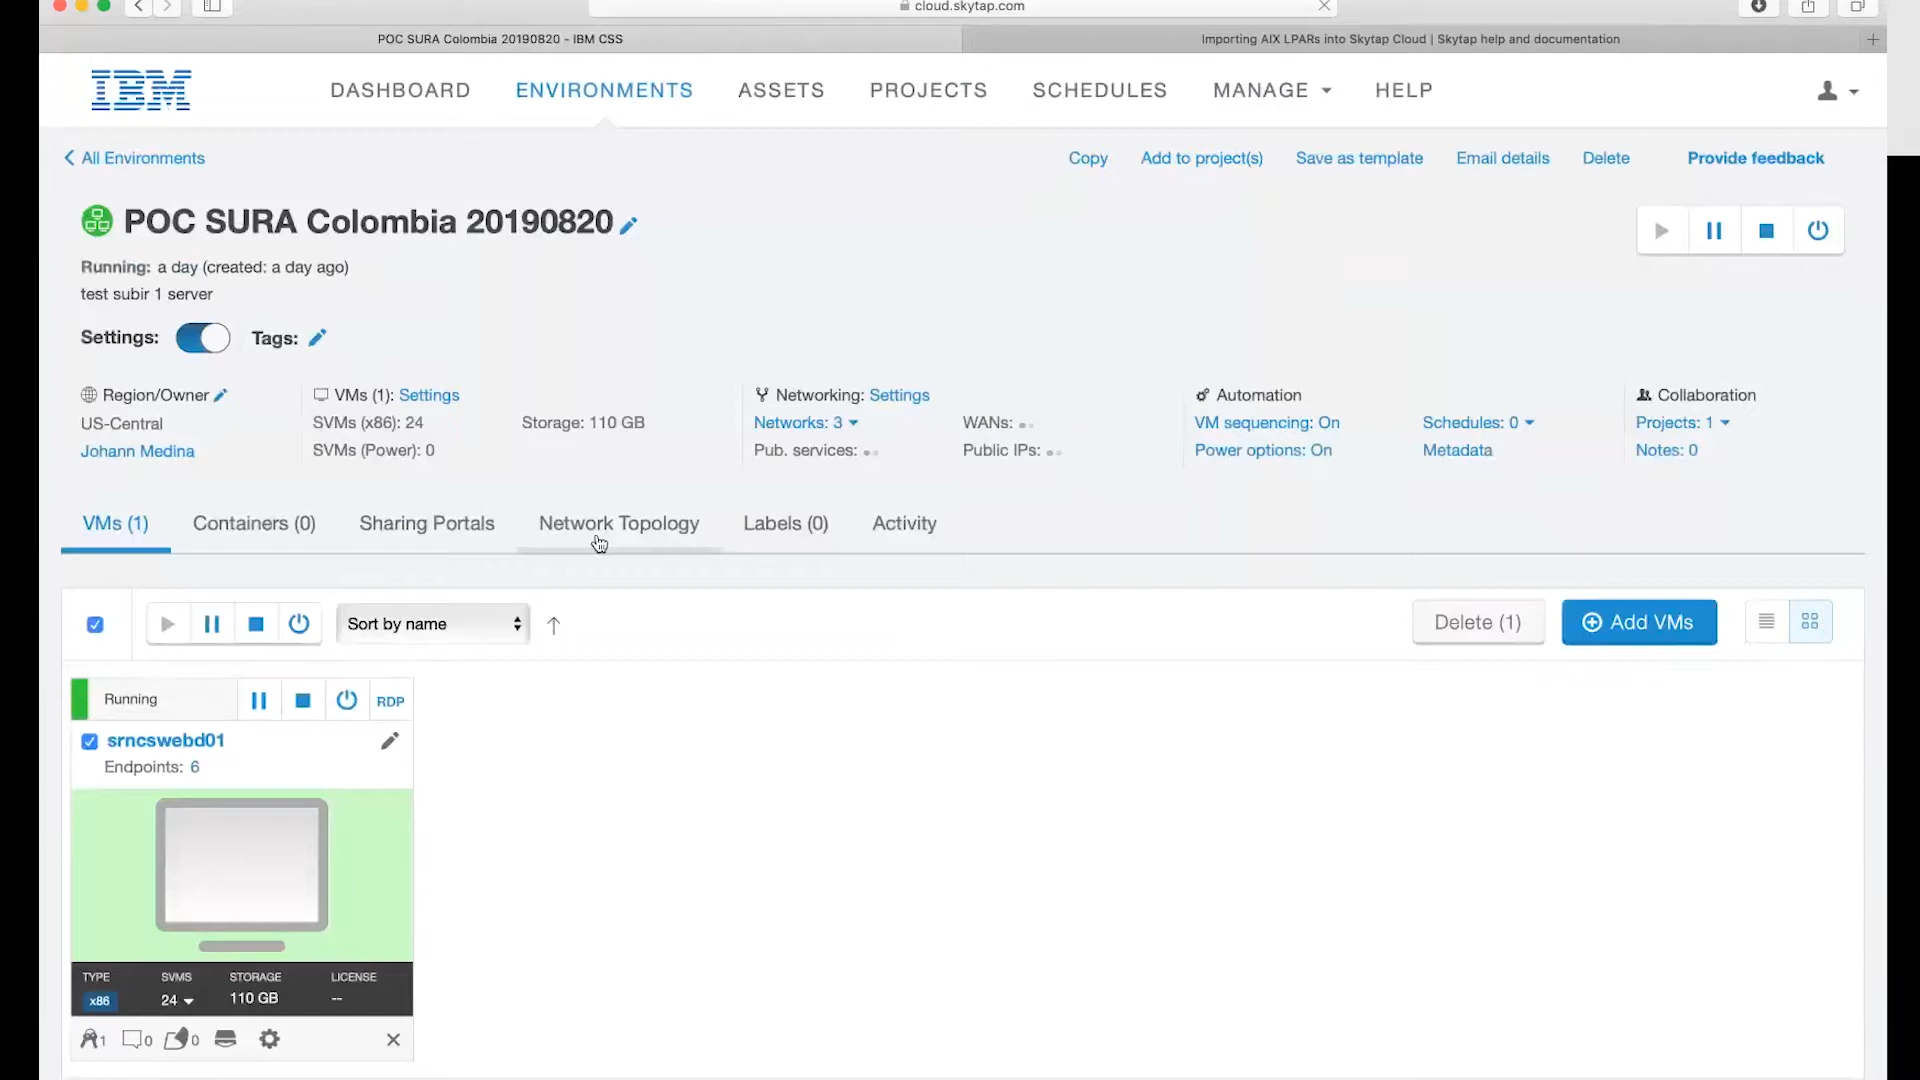 cloud.skytap.com
POC SURA Colombia 20190820 - IBM CSS
Importing AIX LPARs into Skytap Cloud | Skytap help and documentation
IBM DASHBOARD ENVIRONMENTS ASSETS PROJECTS SCHEDULES MANAGE HELP
All Environments Copy Add to project(s) Save as template Email details Delete Provide feedback
POC SURA Colombia 20190820
Running: a day (created: a day ago)
test subir 1 server
Settings: Tags:
Region/Owner VMs (1): Settings Networking: Settings Automation Collaboration
US-Central SVMs (x86): 24 Storage: 110 GB Networks: 3 WANs: VM sequencing: On Schedules: 0 Projects: 1
Johann Medina SVMs (Power): 0 Pub. services: Public IPs: Power options: On Metadata Notes: 0
VMs (1) Containers (0) Sharing Portals Network Topology Labels (0) Activity
Sort by name Delete (1) Add VMs
Running RDP
srncswebd01
Endpoints: 6
TYPE SVMS STORAGE LICENSE
x86 24 110 GB --
1 0 0